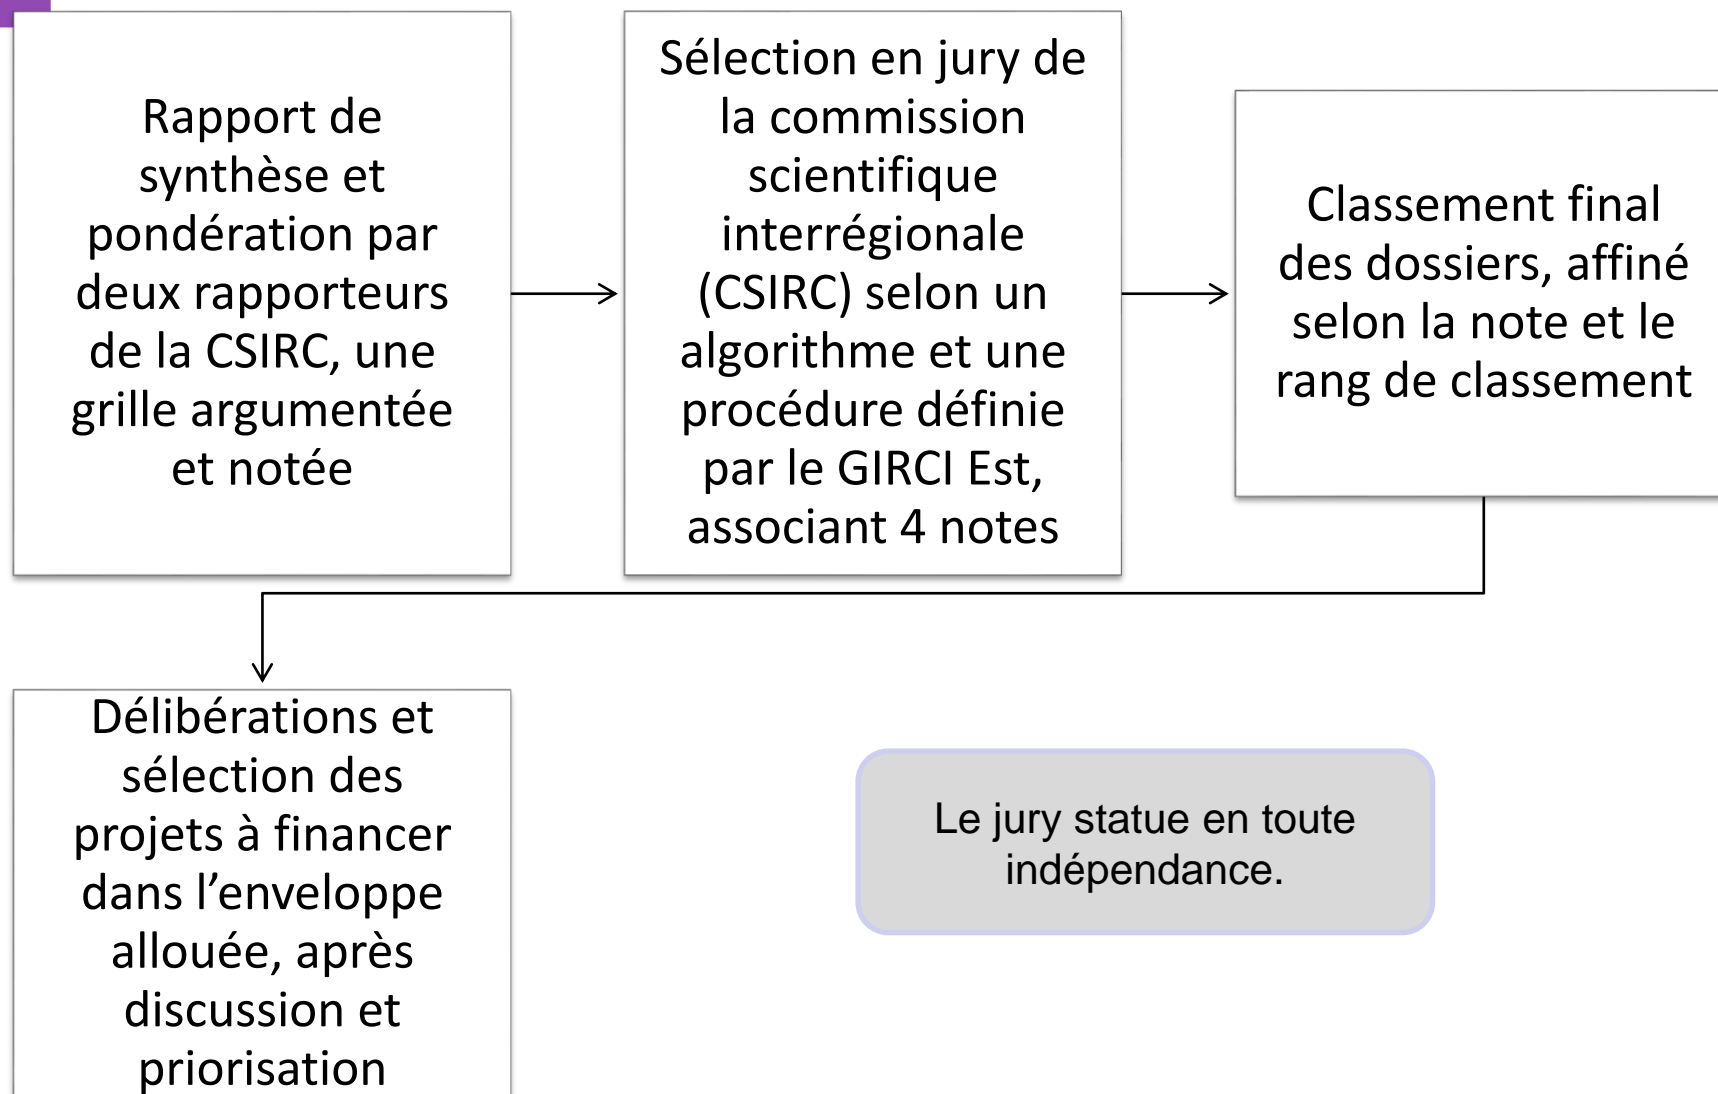 Rapport de
synthèse et
pondération par
deux rapporteurs
de la CSIRC, une
grille argumentée
et notée
Sélection en jury de
la commission
scientifique
interrégionale
(CSIRC) selon un
algorithme et une
procédure définie
par le GIRCI Est,
associant 4 notes
Classement final
des dossiers, affiné
selon la note et le
rang de classement
Délibérations et
sélection des
projets à financer
dans l’enveloppe
allouée, après
discussion et
priorisation
Le jury statue en toute
indépendance.